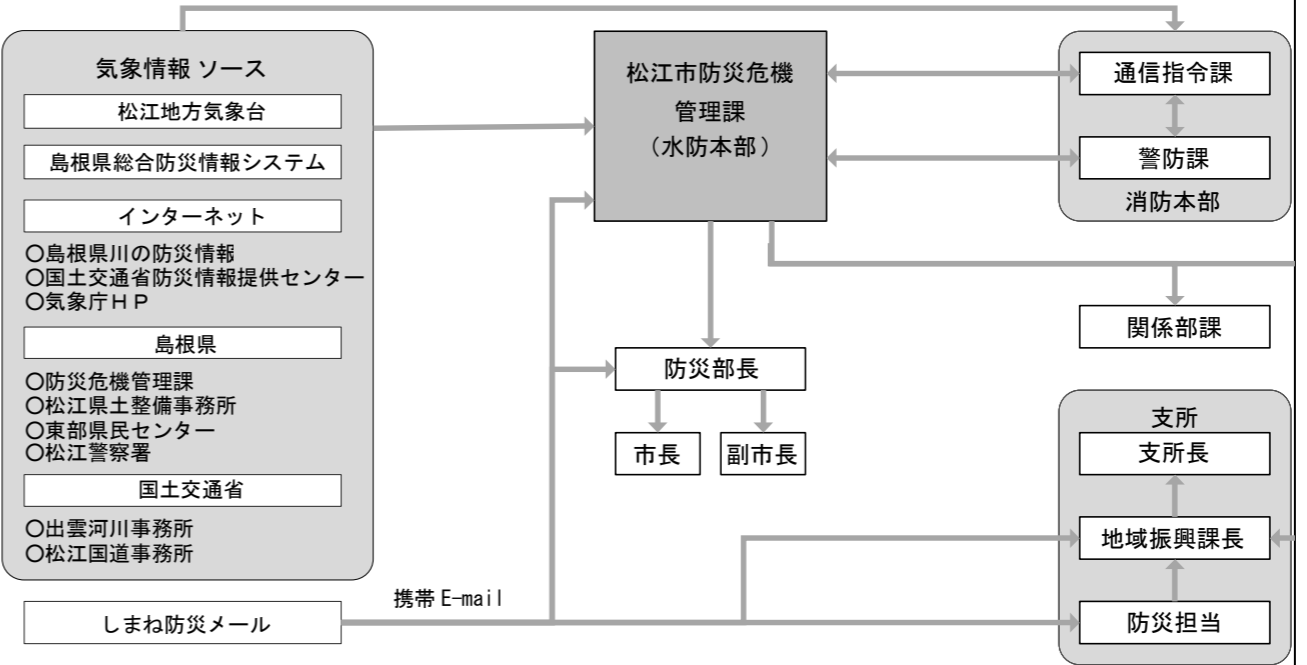 気象情報 ソース
松江地方気象台
島根県総合防災情報システム
インターネット
○島根県川の防災情報
○国土交通省防災情報提供センター
○気象庁ＨＰ
島根県
○防災危機管理課
○松江県土整備事務所
○東部県民センター
○松江警察署
国土交通省
○出雲河川事務所
○松江国道事務所
しまね防災メール
携帯 E-mail
松江市防災危機
管理課
（水防本部）
防災部長
市長
副市長
通信指令課
警防課
消防本部
関係部課
支所
支所長
地域振興課長
防災担当